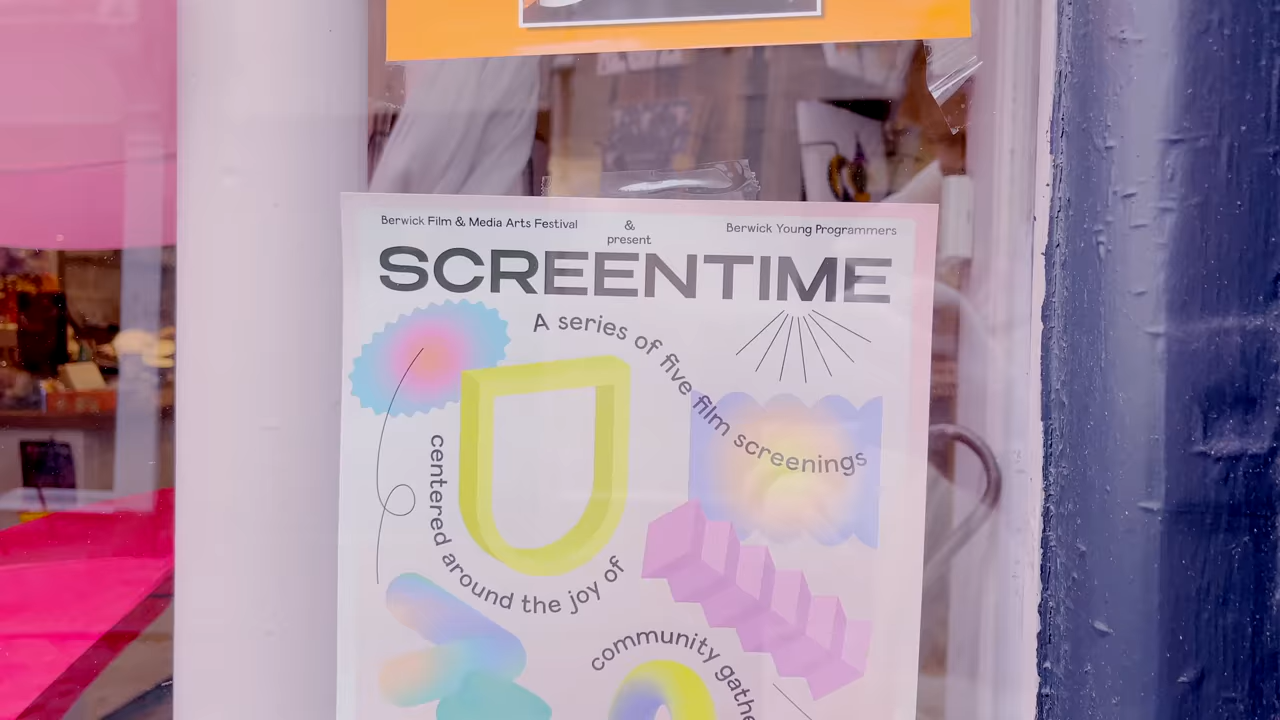 Berwick Film & Media Arts Festival
&
present
Berwick Young Programmers
SCREENTIME
A series of five film screenings
centered around the joy of
community